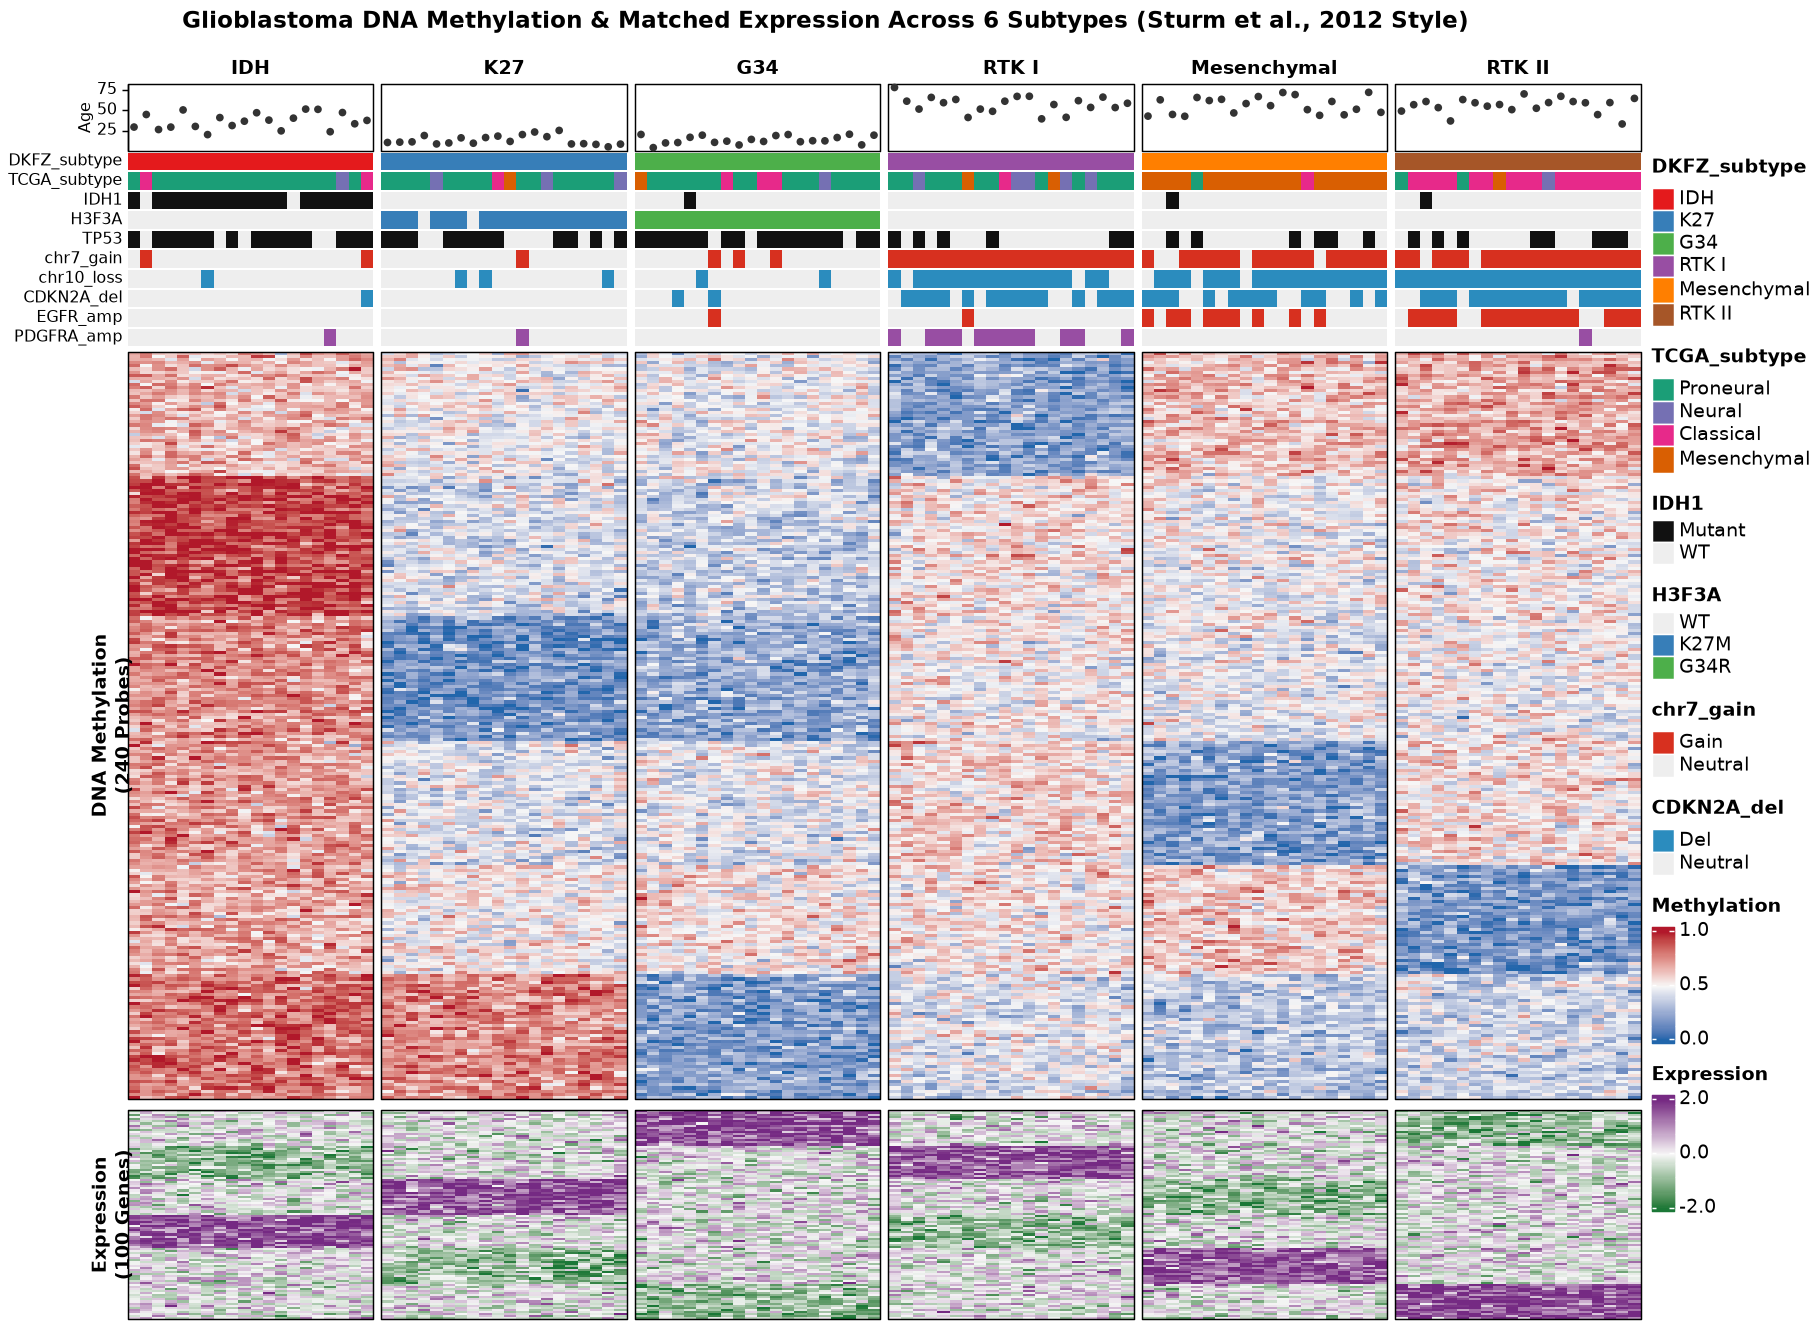 Glioblastoma DNA Methylation & Matched Expression Across 6 Subtypes (Sturm et al., 2012 Style)
IDH
K27
G34
RTK I
Mesenchymal
RTK II
Age
75
50
25
DKFZ_subtype
TCGA_subtype
IDH1
H3F3A
TP53
chr7_gain
chr10_loss
CDKN2A_del
EGFR_amp
PDGFRA_amp
DNA Methylation
(240 Probes)
Expression
(100 Genes)
DKFZ_subtype
IDH
K27
G34
RTK I
Mesenchymal
RTK II
TCGA_subtype
Proneural
Neural
Classical
Mesenchymal
IDH1
Mutant
WT
H3F3A
WT
K27M
G34R
chr7_gain
Gain
Neutral
CDKN2A_del
Del
Neutral
Methylation
1.0
0.5
0.0
Expression
2.0
0.0
-2.0